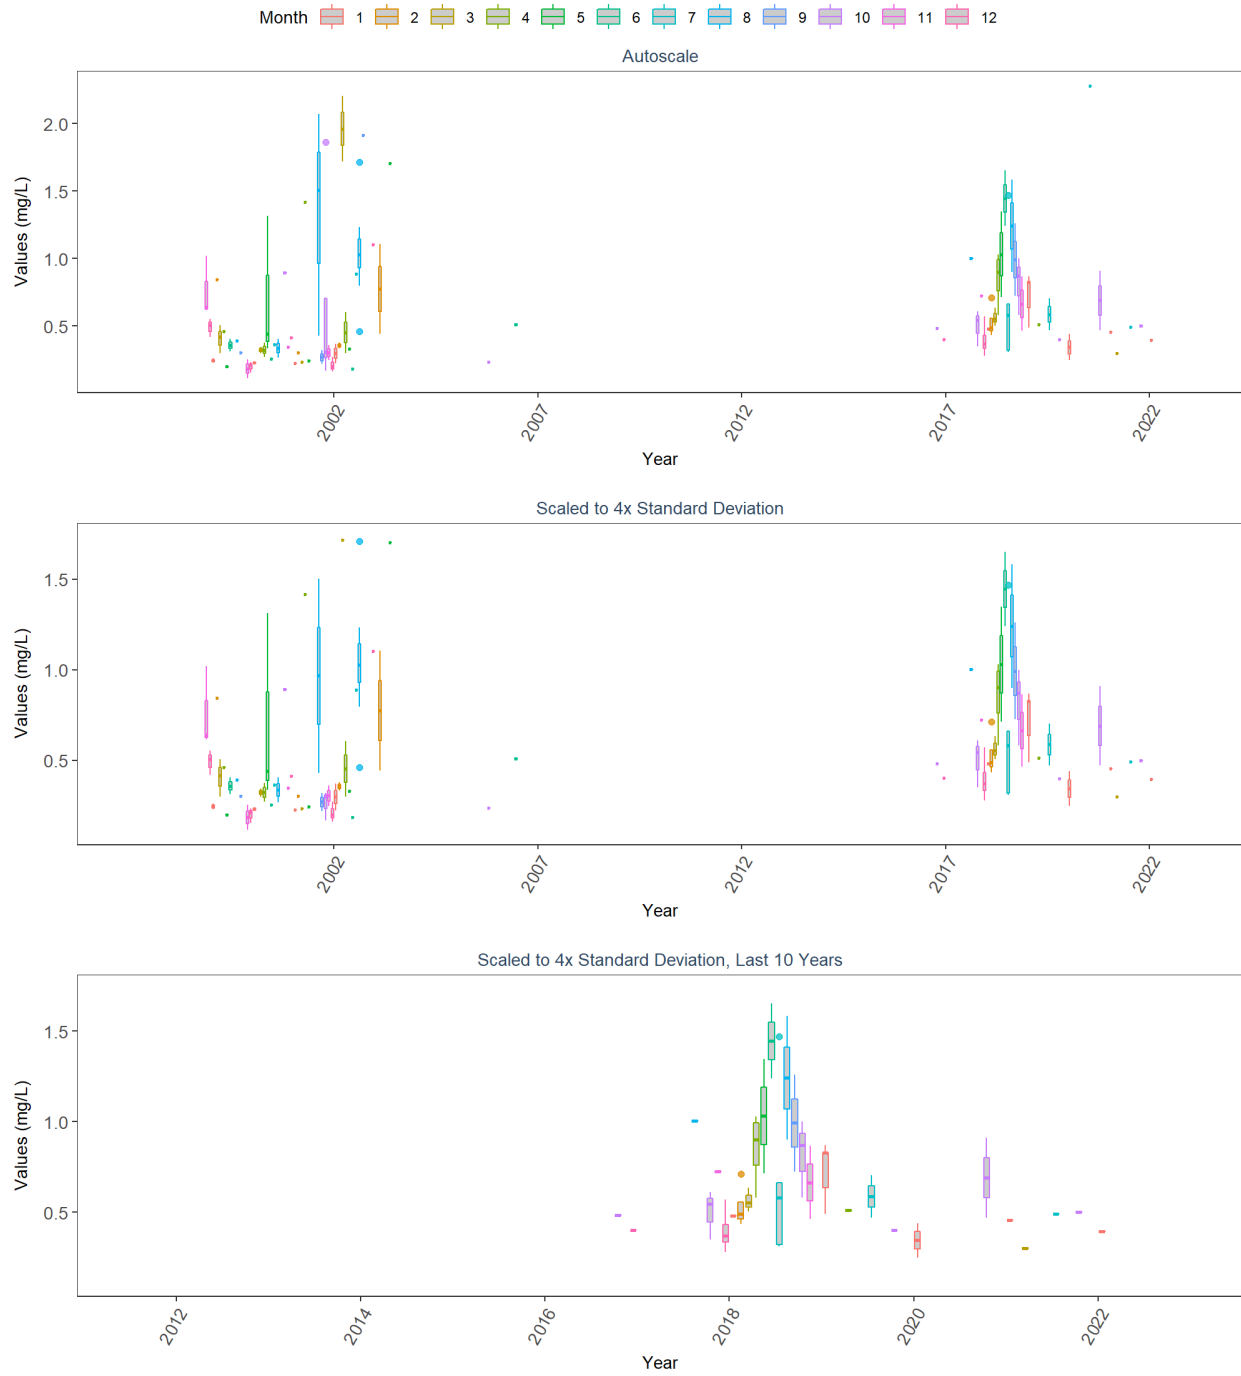 Month 1 2 3 4 5 6 7 8 9 10 11 12
Autoscale
Values (mg/L)
2.0
1.5
1.0
0.5
2002 2007 2012 2017 2022
Year
Scaled to 4x Standard Deviation
Values (mg/L)
1.5
1.0
0.5
2002 2007 2012 2017 2022
Year
Scaled to 4x Standard Deviation, Last 10 Years
Values (mg/L)
1.5
1.0
0.5
2012 2014 2016 2018 2020 2022
Year